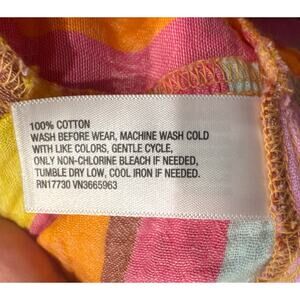 100% COTTON
WASH BEFORE WEAR, MACHINE WASH COLD
WITH LIKE COLORS, GENTLE CYCLE,
ONLY NON-CHLORINE BLEACH IF NEEDED,
TUMBLE DRY LOW, COOL IRON IF NEEDED.
RN17730 VN3665963